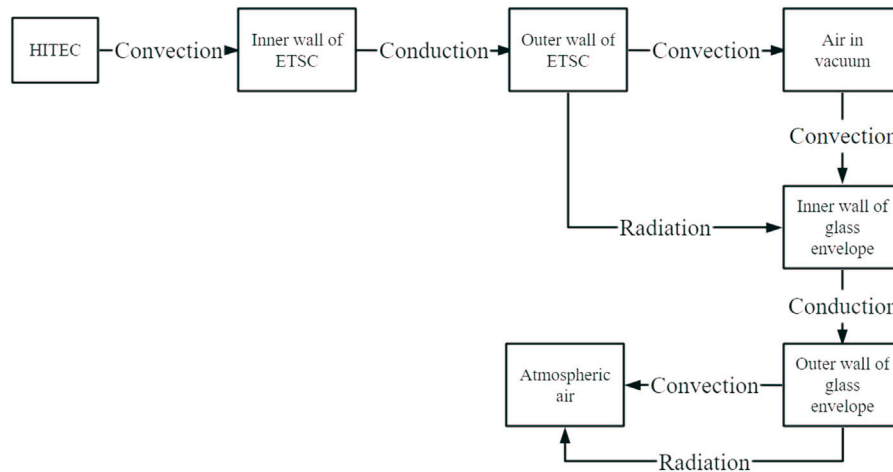 HITEC
Convection
Inner wall of
ETSC
Conduction
Outer wall of
ETSC
Convection
Air in
vacuum
Convection
Radiation
Inner wall of
glass
envelope
Conduction
Outer wall of
glass
envelope
Convection
Atmospheric
air
Radiation